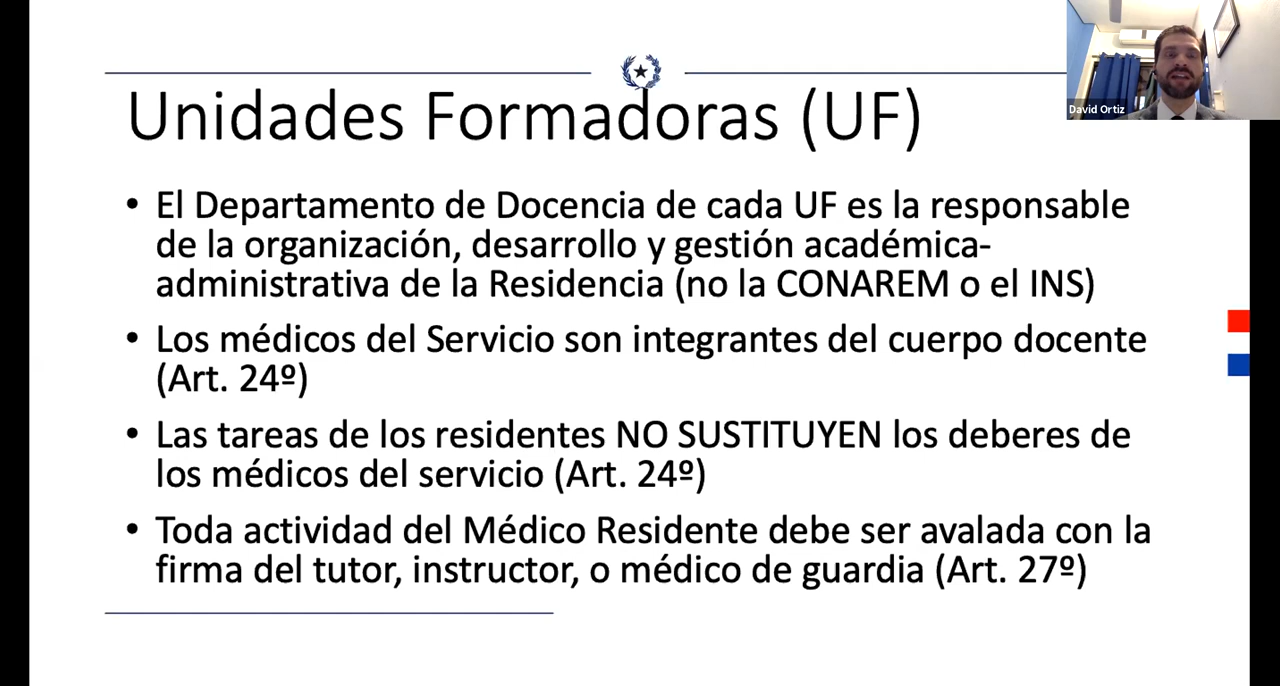 Unidades Formadoras (UF)
David Ortiz
• El Departamento de Docencia de cada UF es la responsable
de la organización, desarrollo y gestión académica-
administrativa de la Residencia (no la CONAREM o el INS)
• Los médicos del Servicio son integrantes del cuerpo docente
(Art. 24º)
• Las tareas de los residentes NO SUSTITUYEN los deberes de
los médicos del servicio (Art. 24º)
• Toda actividad del Médico Residente debe ser avalada con la
firma del tutor, instructor, o médico de guardia (Art. 27º)